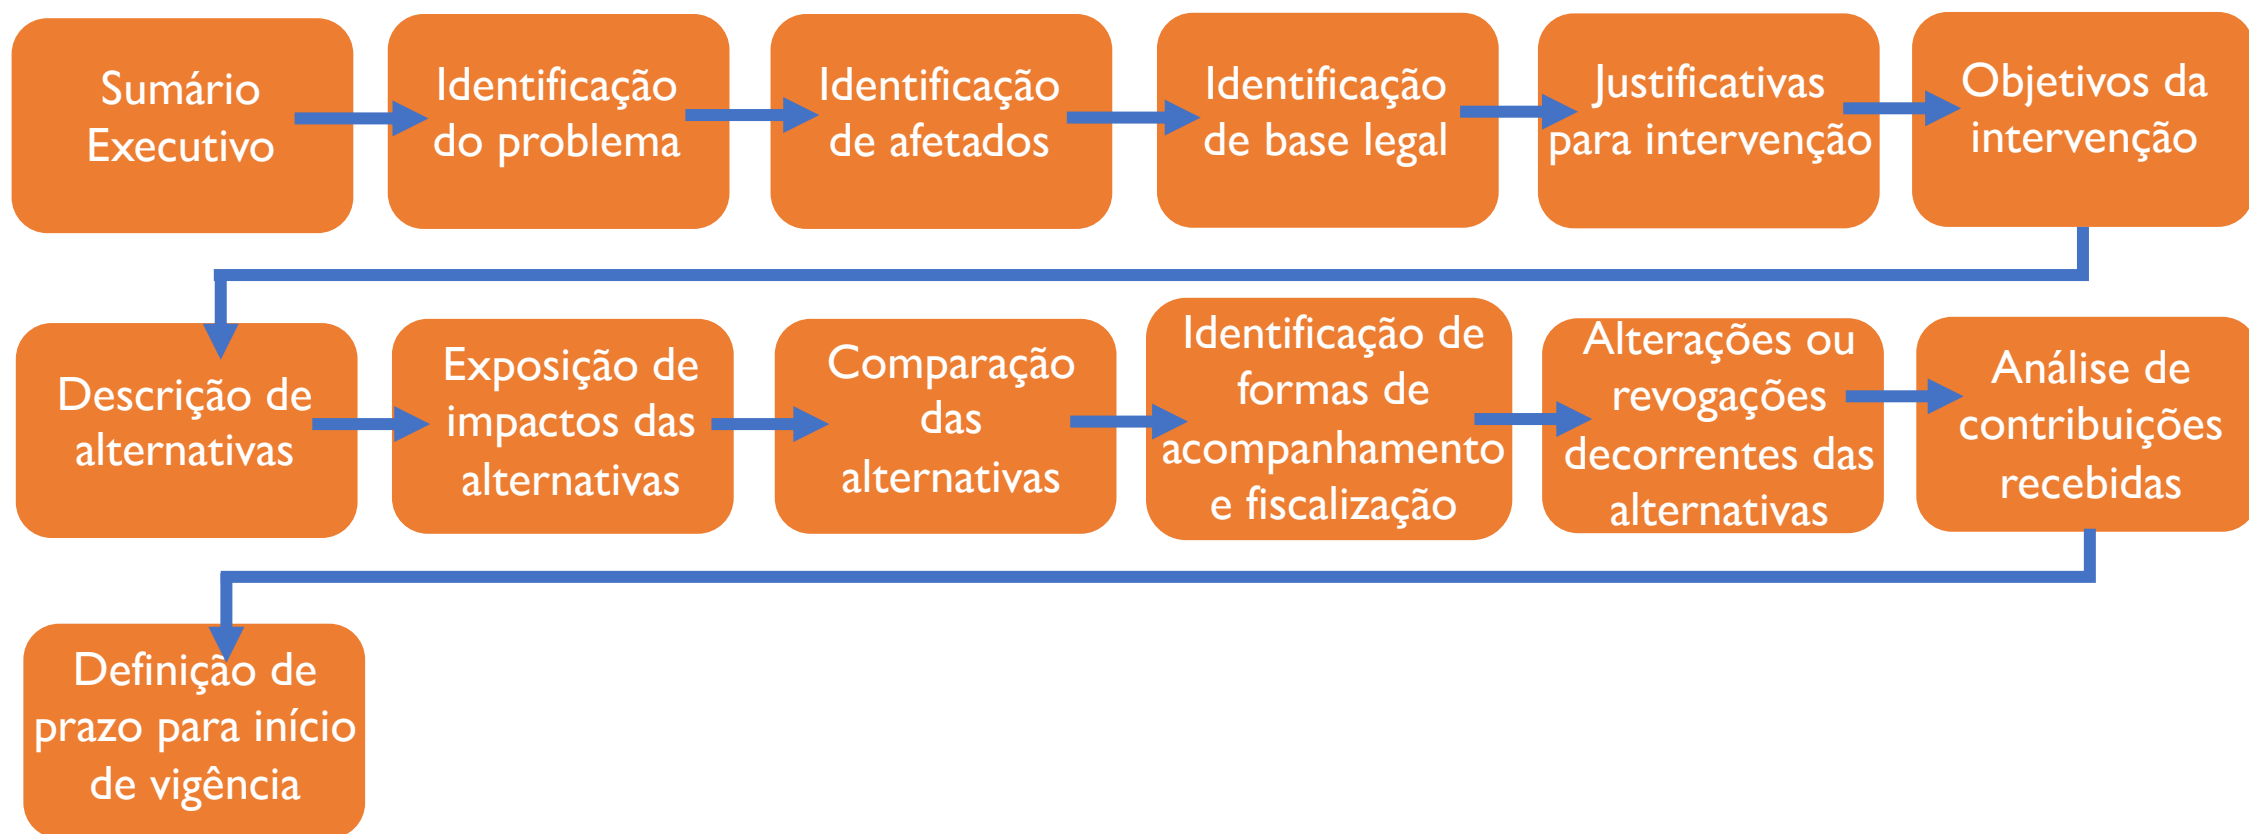 Sumário
Executivo
Identificação
do problema
Identificação
de afetados
Identificação
de base legal
Justificativas
para intervenção
Objetivos da
intervenção
Descrição de
alternativas
Exposição de
impactos das
alternativas
Comparação
das
alternativas
Identificação de
formas de
acompanhamento
e fiscalização
Alterações ou
revogações
decorrentes das
alternativas
Análise de
contribuições
recebidas
Definição de
prazo para início
de vigência